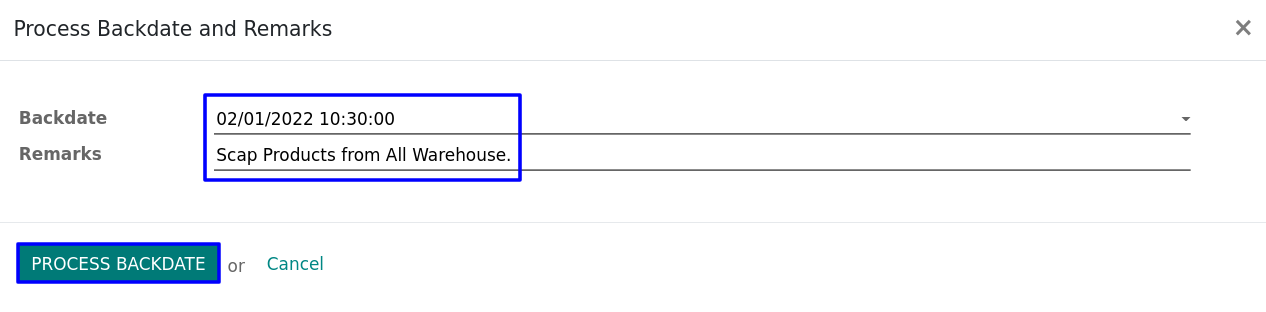 Process Backdate and Remarks ×
Backdate 02/01/2022 10:30:00
Remarks Scap Products from All Warehouse.
PROCESS BACKDATE or Cancel